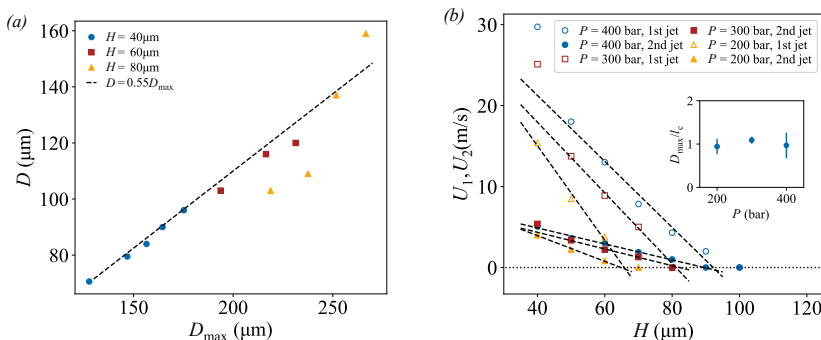 (a)
H = 40μm
H = 60μm
H = 80μm
D = 0.55D_max
160
140
120
100
80
D (μm)
150
200
250
D_max (μm)
(b)
P = 400 bar, 1st jet
P = 400 bar, 2nd jet
P = 300 bar, 1st jet
P = 300 bar, 2nd jet
P = 200 bar, 1st jet
P = 200 bar, 2nd jet
30
20
10
0
U_1, U_2(m/s)
40
60
80
100
120
H (μm)
2
1
0
D_max/l_c
200
400
P (bar)